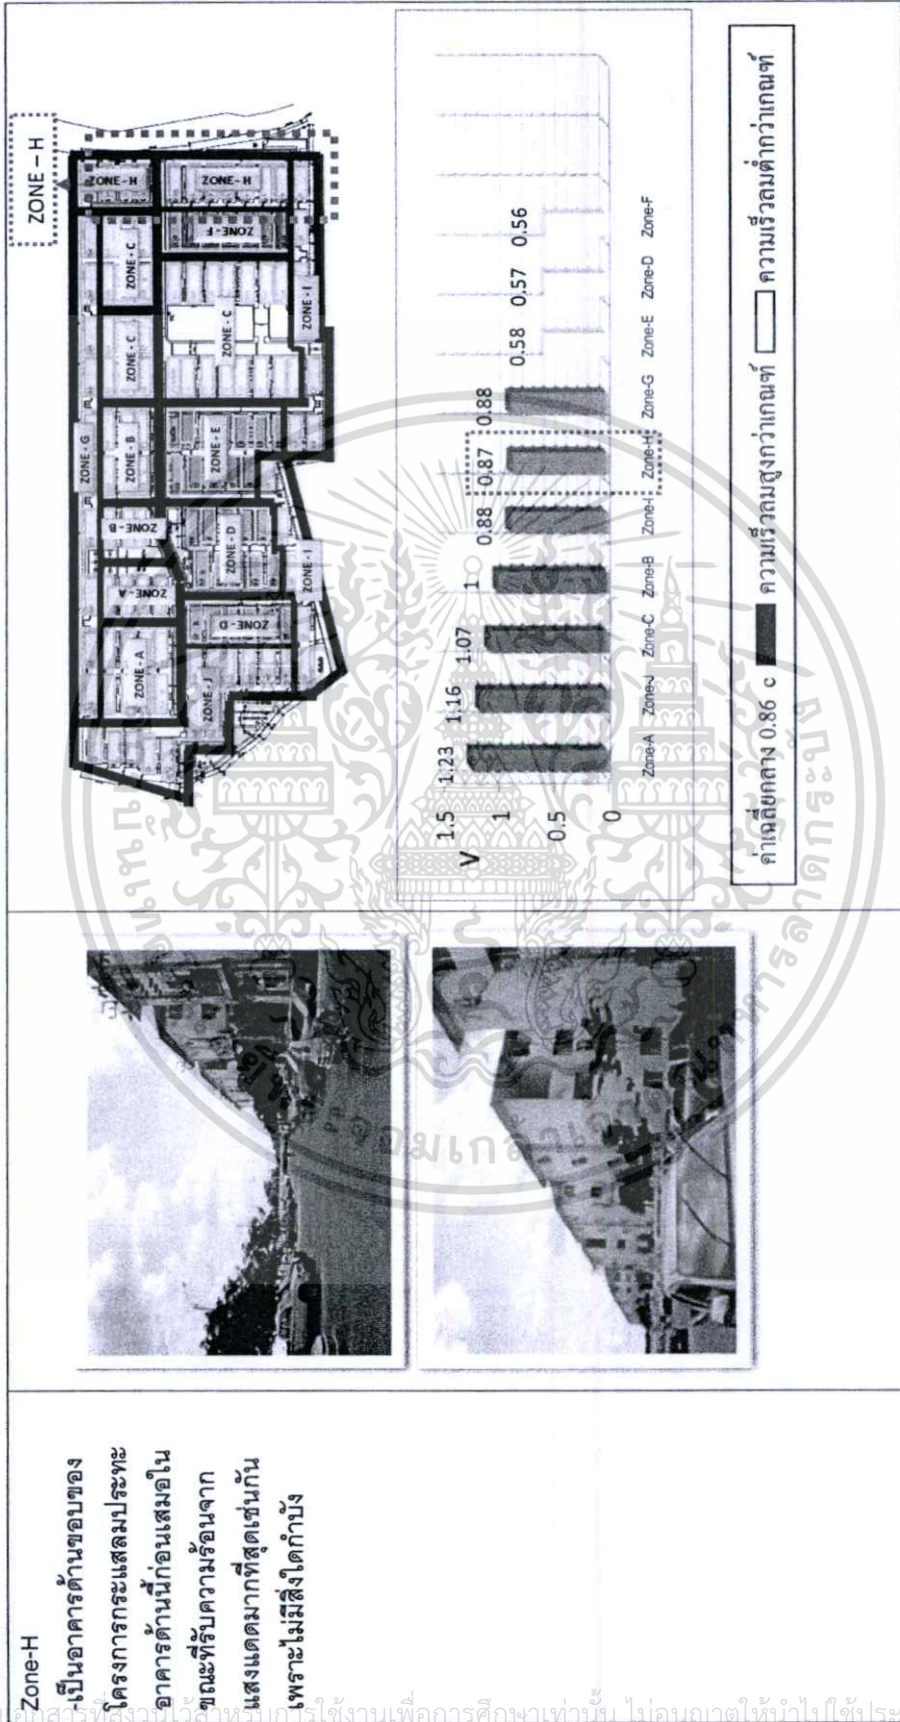 Zone-H
-เป็นอาคารด้านขอบของ
โครงการกระแสลมประทะ
อาคารด้านนี้ก่อนเสมอใน
ขณะที่รับความร้อนจาก
แสงแดดมากที่สุดเช่นกัน
เพราะไม่มีสิ่งใดกำบัง
ZONE – H
ZONE - G
ZONE - A
ZONE - A
ZONE - B
ZONE - B
ZONE - C
ZONE - C
ZONE - H
ZONE - J
ZONE - D
ZONE - D
ZONE - E
ZONE - C
ZONE - F
ZONE - H
ZONE - I
ZONE - I
1.5
V
1
0.5
0
1.23
1.16
1.07
1
0.88
0.87
0.88
0.58
0.57
0.56
Zone-A
Zone-J
Zone-C
Zone-B
Zone-I
Zone-H
Zone-G
Zone-E
Zone-D
Zone-F
ค่าเฉลี่ยกลาง 0.86 c ความเร็วลมสูงกว่าเกณฑ์ ความเร็วลมต่ำกว่าเกณฑ์
เอกสารที่สงวนไว้สำหรับการใช้งานเพื่อการศึกษาเท่านั้น ไม่อนุญาตให้นำไปใช้ประ